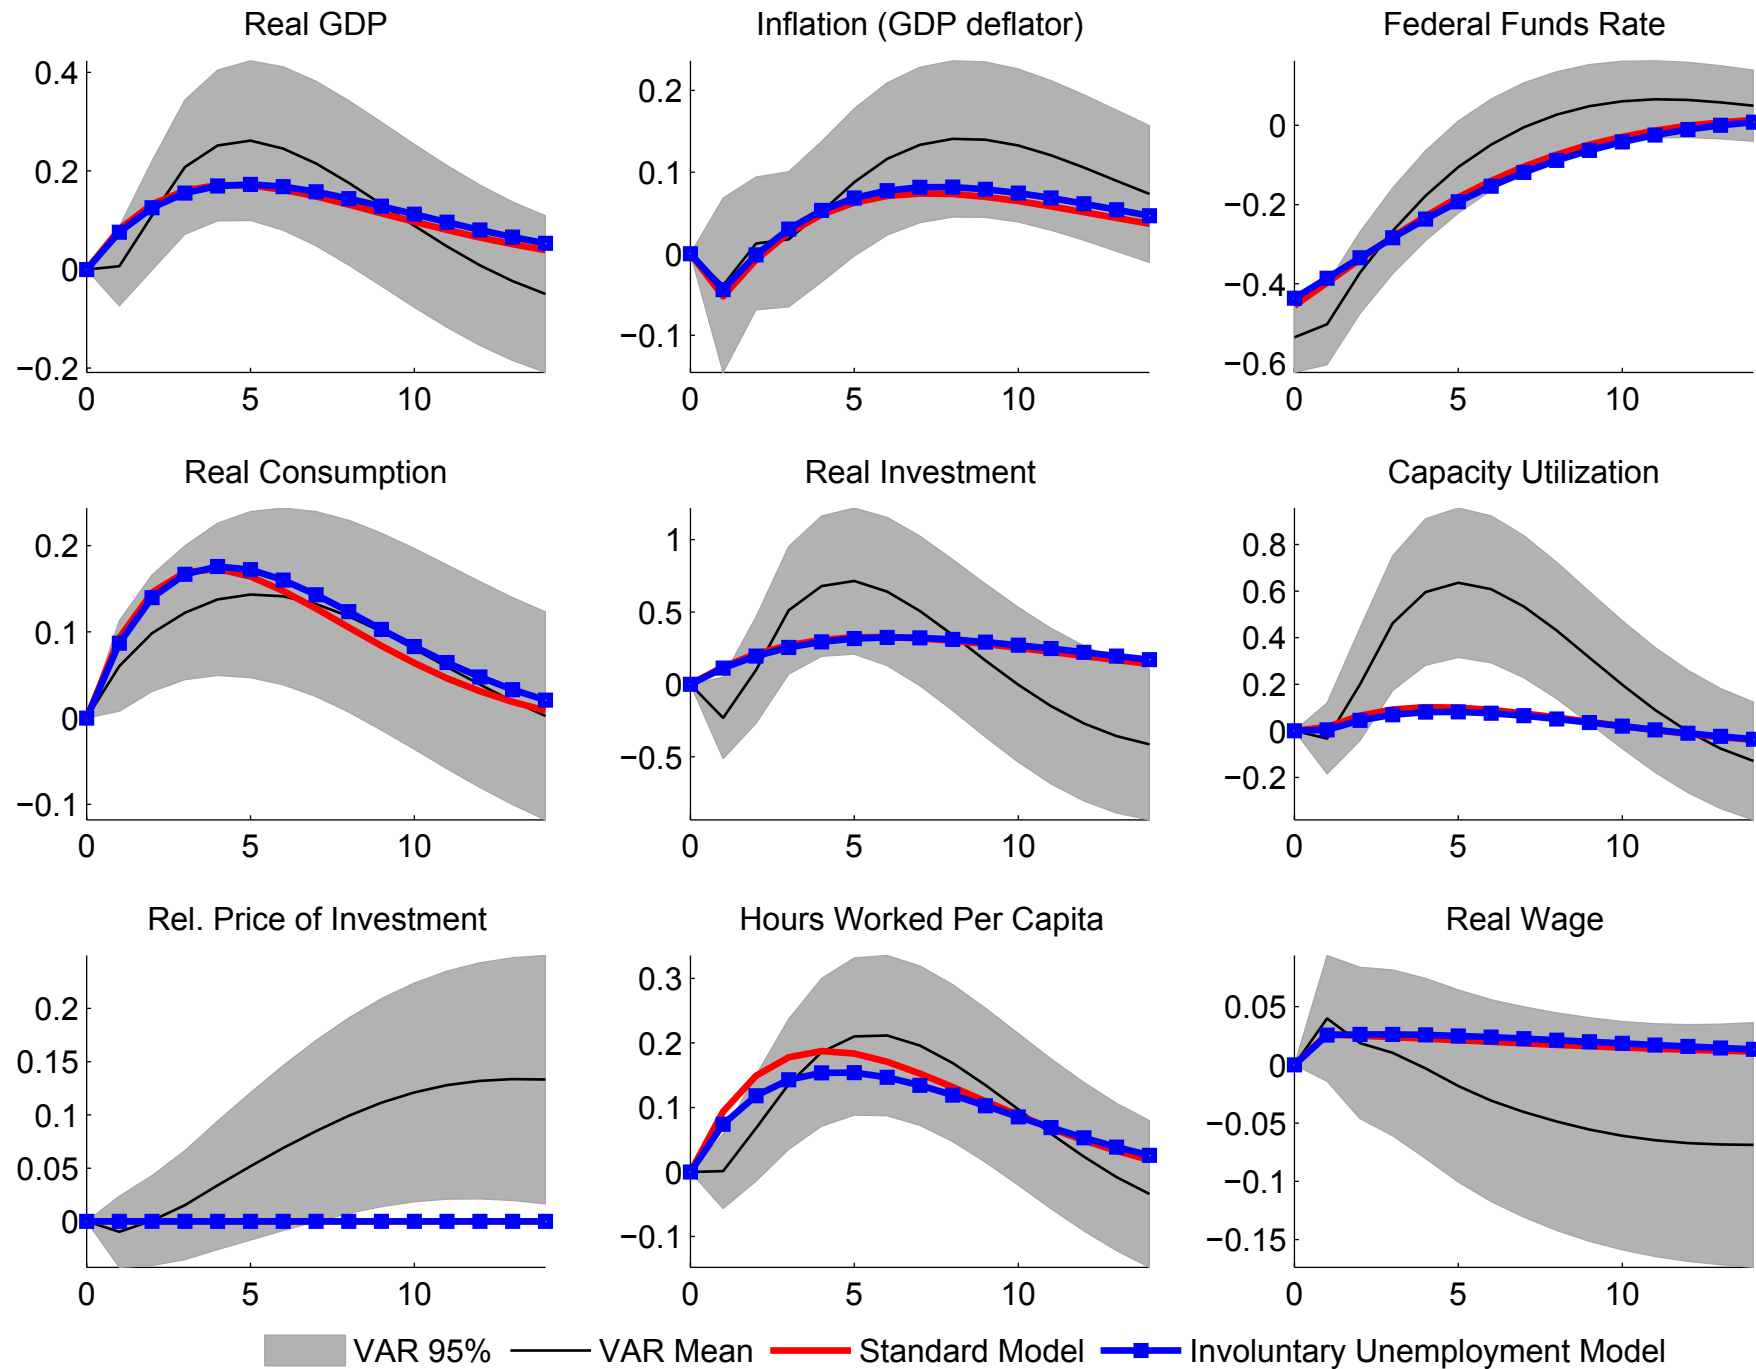 Real GDP
0.4
0.2
0
−0.2
0 5 10
Inflation (GDP deflator)
0.2
0.1
0
−0.1
0 5 10
Federal Funds Rate
0
−0.2
−0.4
−0.6
0 5 10
Real Consumption
0.2
0.1
0
−0.1
0 5 10
Real Investment
1
0.5
0
−0.5
0 5 10
Capacity Utilization
0.8
0.6
0.4
0.2
0
−0.2
0 5 10
Rel. Price of Investment
0.2
0.15
0.1
0.05
0
0 5 10
Hours Worked Per Capita
0.3
0.2
0.1
0
−0.1
0 5 10
Real Wage
0.05
0
−0.05
−0.1
−0.15
0 5 10
VAR 95% VAR Mean Standard Model Involuntary Unemployment Model